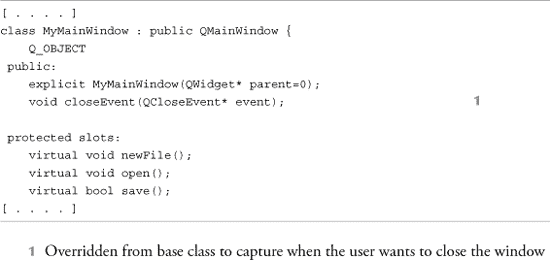 [ . . . . ]
class MyMainWindow : public QMainWindow {
    Q_OBJECT
 public:
    explicit MyMainWindow(QWidget* parent=0);
    void closeEvent(QCloseEvent* event); 1

 protected slots:
    virtual void newFile();
    virtual void open();
    virtual bool save();
[ . . . . ]
1 Overridden from base class to capture when the user wants to close the window